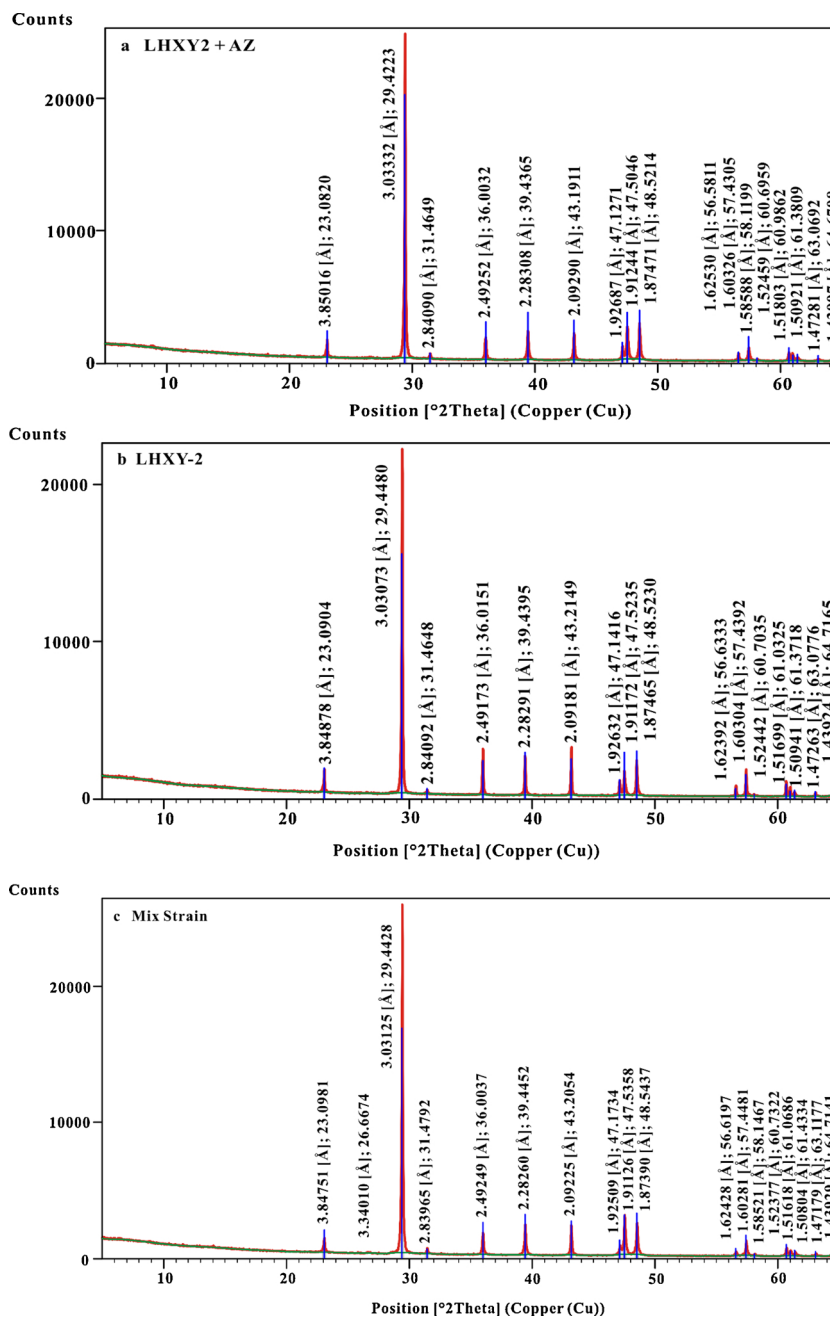 Counts
a LHXY2 + AZ
20000
10000
0
3.85016 [Å]; 23.0820
3.03332 [Å]; 29.4223
2.84090 [Å]; 31.4649
2.49252 [Å]; 36.0032
2.28308 [Å]; 39.4365
2.09290 [Å]; 43.1911
1.92687 [Å]; 47.1271
1.91244 [Å]; 47.5046
1.87471 [Å]; 48.5214
1.62530 [Å]; 56.5811
1.60326 [Å]; 57.4305
1.58588 [Å]; 58.1199
1.52459 [Å]; 60.6959
1.51803 [Å]; 60.9862
1.50921 [Å]; 61.3809
1.47281 [Å]; 63.0692
10 20 30 40 50 60
Position [°2Theta] (Copper (Cu))
Counts
b LHXY-2
20000
10000
0
3.84878 [Å]; 23.0904
3.03073 [Å]; 29.4480
2.84092 [Å]; 31.4648
2.49173 [Å]; 36.0151
2.28291 [Å]; 39.4395
2.09181 [Å]; 43.2149
1.92632 [Å]; 47.1416
1.91172 [Å]; 47.5235
1.87465 [Å]; 48.5230
1.62392 [Å]; 56.6333
1.60304 [Å]; 57.4392
1.52442 [Å]; 60.7035
1.51699 [Å]; 61.0325
1.50941 [Å]; 61.3718
1.47263 [Å]; 63.0776
[Å]; 64.7165
10 20 30 40 50 60
Position [°2Theta] (Copper (Cu))
Counts
c Mix Strain
20000
10000
0
3.84751 [Å]; 23.0981
3.34010 [Å]; 26.6674
3.03125 [Å]; 29.4428
2.83965 [Å]; 31.4792
2.49249 [Å]; 36.0037
2.28260 [Å]; 39.4452
2.09225 [Å]; 43.2054
1.92509 [Å]; 47.1734
1.91126 [Å]; 47.5358
1.87390 [Å]; 48.5437
1.62428 [Å]; 56.6197
1.60281 [Å]; 57.4481
1.58521 [Å]; 58.1467
1.52377 [Å]; 60.7322
1.51618 [Å]; 61.0686
1.50804 [Å]; 61.4334
1.47179 [Å]; 63.1177
10 20 30 40 50 60
Position [°2Theta] (Copper (Cu))